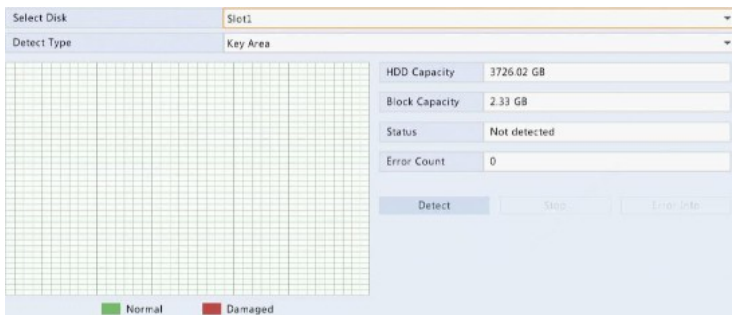 Select Disk Slot1
Detect Type Key Area
HDD Capacity 3726.02 GB
Block Capacity 2.33 GB
Status Not detected
Error Count 0
Detect Stop Error Info
Normal Damaged